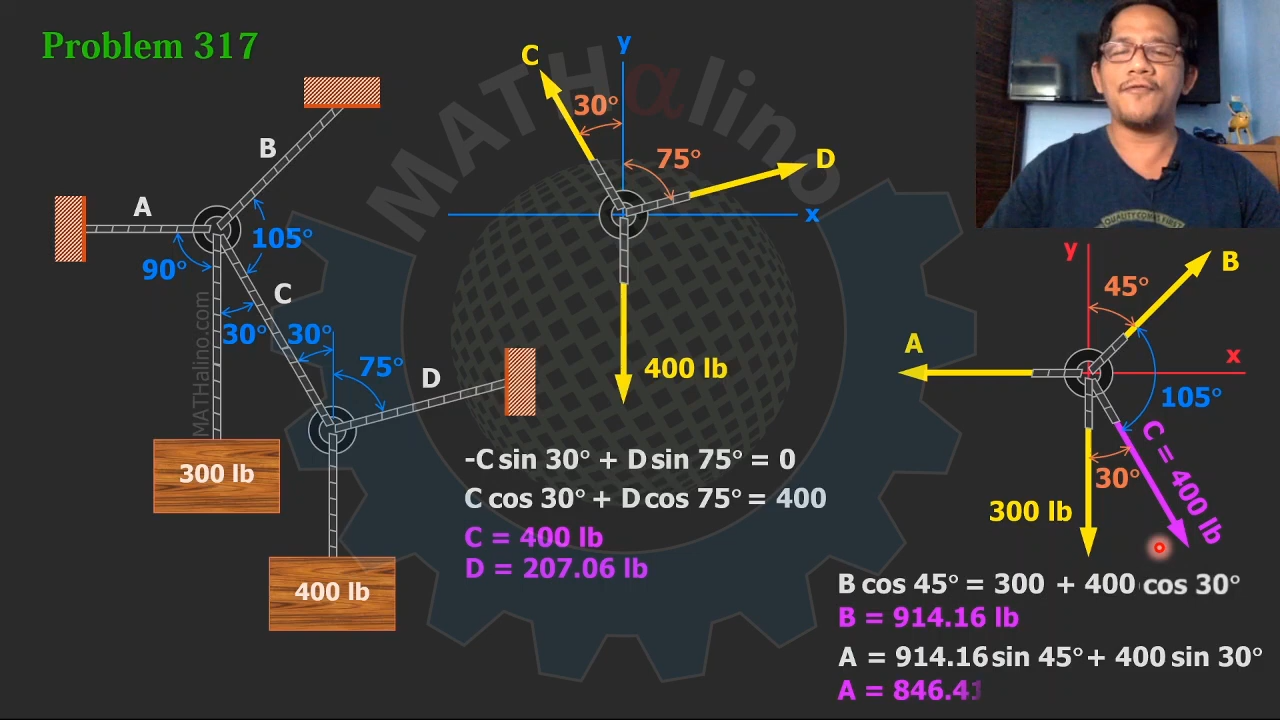 Problem 317
B
A
105°
90°
C
30°
30°
75°
D
MATHalino.com
300 lb
400 lb
MATHαlino
y
C
30°
75°
D
x
400 lb
-C sin 30° + D sin 75° = 0
C cos 30° + D cos 75° = 400
C = 400 lb
D = 207.06 lb
y
B
45°
A
x
105°
C = 400 lb
30°
300 lb
B cos 45° = 300 + 400 cos 30°
B = 914.16 lb
A = 914.16 sin 45° + 400 sin 30°
A = 846.41